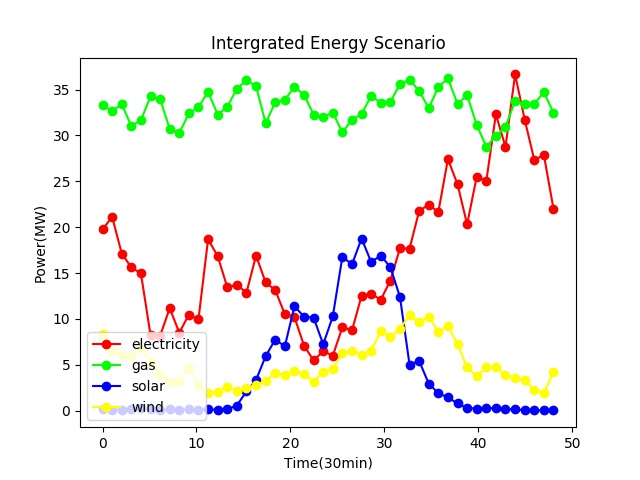 Intergrated Energy Scenario
Power(MW)
35
30
25
20
15
10
5
0
electricity
gas
solar
wind
0 10 20 30 40 50
Time(30min)